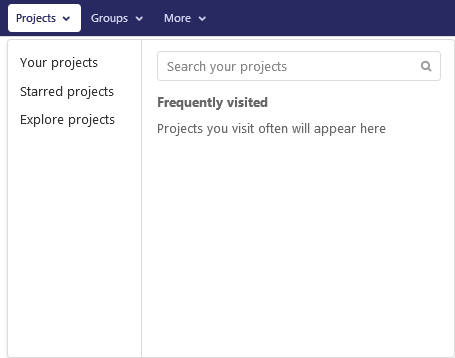 Projects Groups More
Your projects
Starred projects
Explore projects
Search your projects
Frequently visited
Projects you visit often will appear here